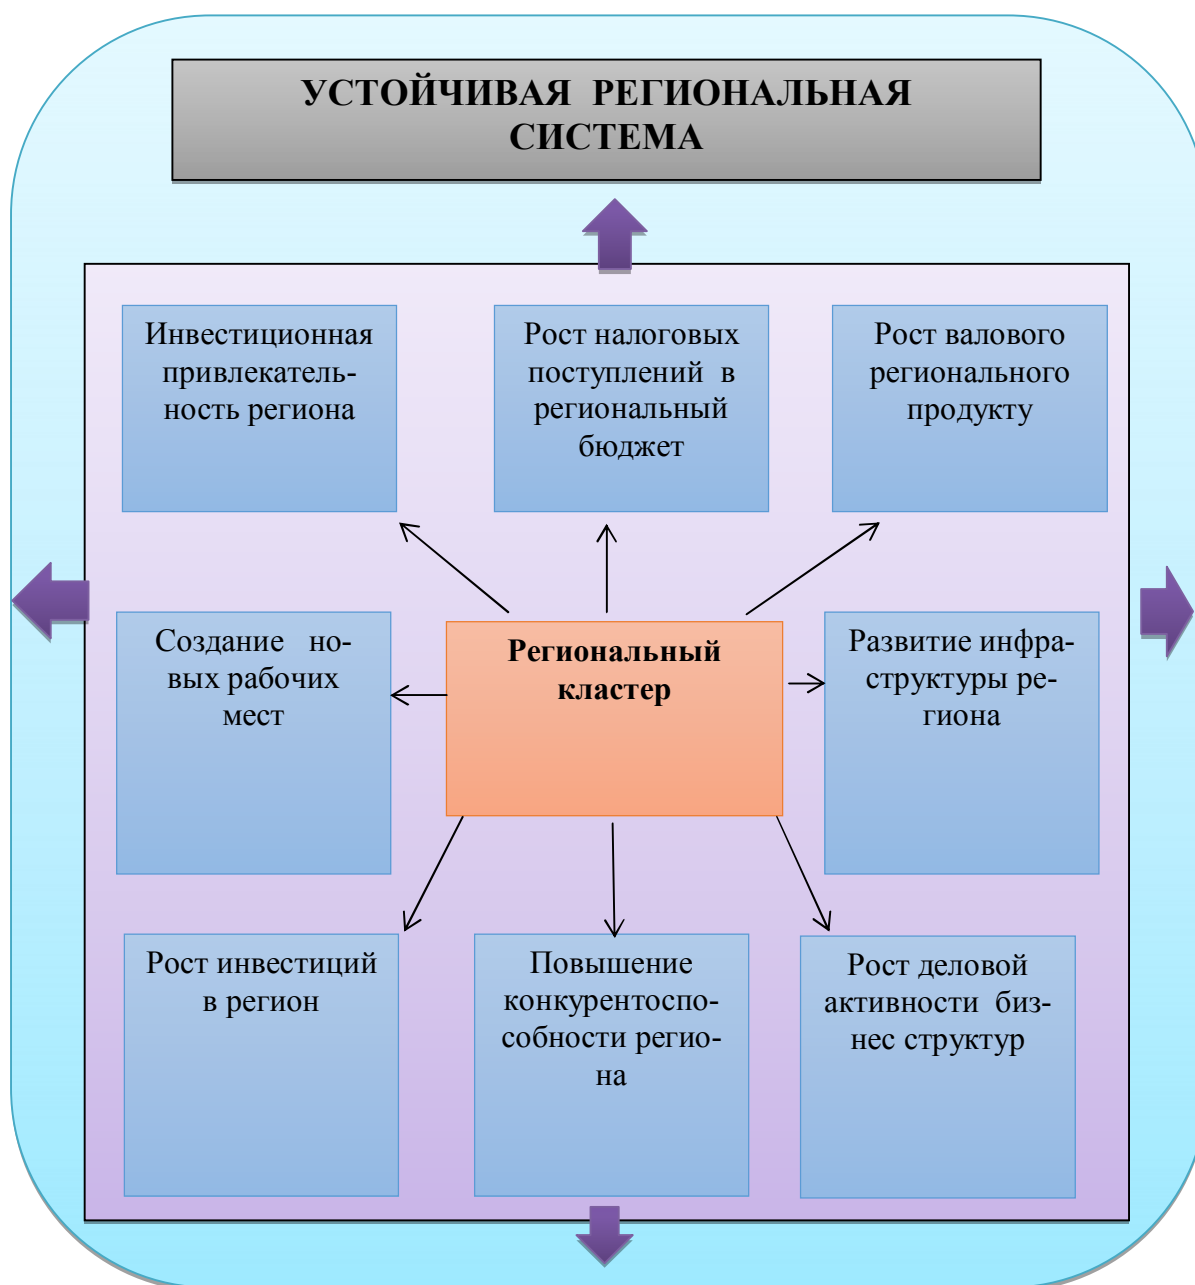 УСТОЙЧИВАЯ РЕГИОНАЛЬНАЯ
СИСТЕМА
Инвестиционная
привлекатель-
ность региона
Рост налоговых
поступлений в
региональный
бюджет
Рост валового
регионального
продукту
Создание но-
вых рабочих
мест
Региональный
кластер
Развитие инфра-
структуры ре-
гиона
Рост инвестиций
в регион
Повышение
конкурентоспо-
собности регио-
на
Рост деловой
активности биз-
нес структур